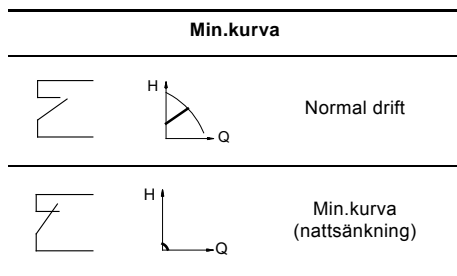 Min.kurva
H
Q
Normal drift
H
Q
Min.kurva
(nattsänkning)